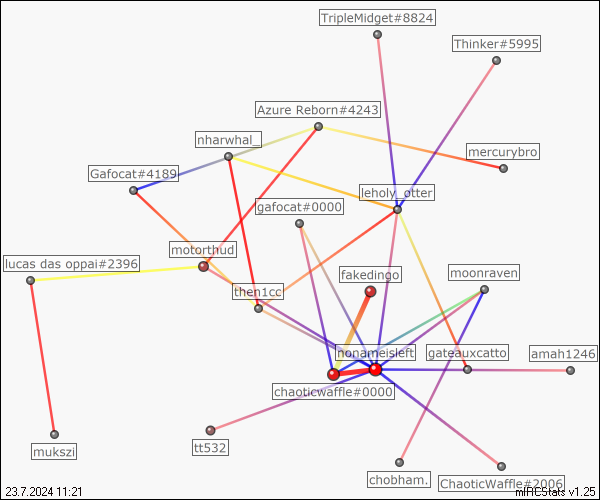 TripleMidget#8824
Thinker#5995
Azure Reborn#4243
nharwhal_
mercurybro
Gafocat#4189
leholy_otter
gafocat#0000
motorthud
lucas das oppai#2396
fakedingo
moonraven
then1cc
nonameisleft
gateauxcatto
amah1246
chaoticwaffle#0000
tt532
mukszi
chobham.
ChaoticWaffle#2006
23.7.2024 11:21
mIRCStats v1.25